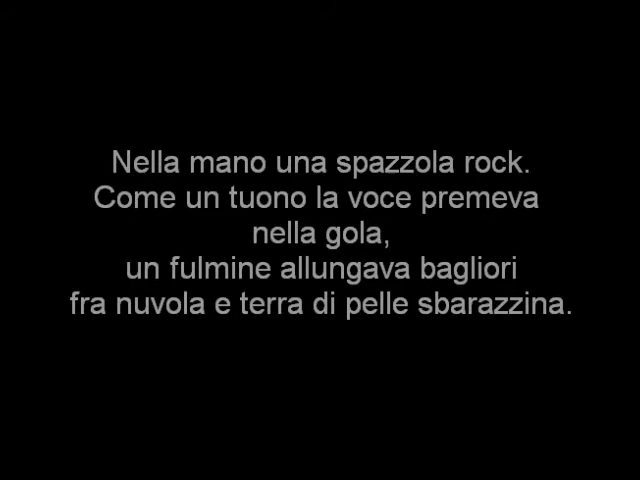 Nella mano una spazzola rock.
Come un tuono la voce premeva
nella gola,
un fulmine allungava bagliori
fra nuvola e terra di pelle sbarazzina.